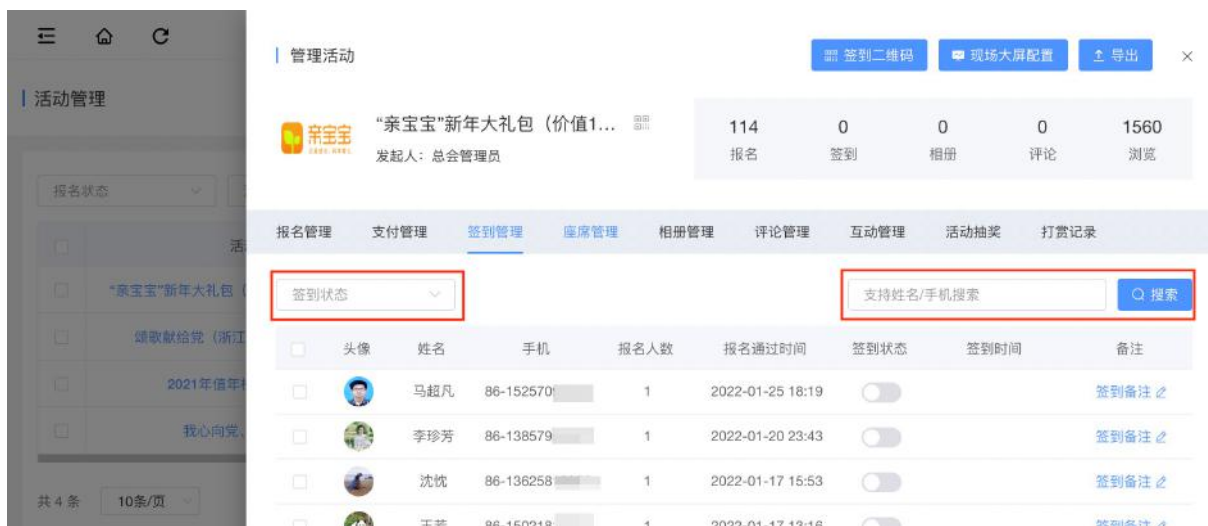 管理活动
签到二维码
现场大屏配置
导出
活动管理
亲宝宝
“亲宝宝”新年大礼包（价值1...
发起人：总会管理员
114 0 0 0 1560
报名 签到 相册 评论 浏览
报名状态
报名管理 支付管理 签到管理 座席管理 相册管理 评论管理 互动管理 活动抽奖 打赏记录
签到状态
支持姓名/手机搜索
搜索
头像 姓名 手机 报名人数 报名通过时间 签到状态 签到时间 备注
“亲宝宝”新年大礼包（
马超凡 86-152570 1 2022-01-25 18:19 签到备注
颂歌献给党（浙江
李珍芳 86-138579 1 2022-01-20 23:43 签到备注
2021年值年
我心向党
沈忱 86-136258 1 2022-01-17 15:53 签到备注
共 4 条 10条/页